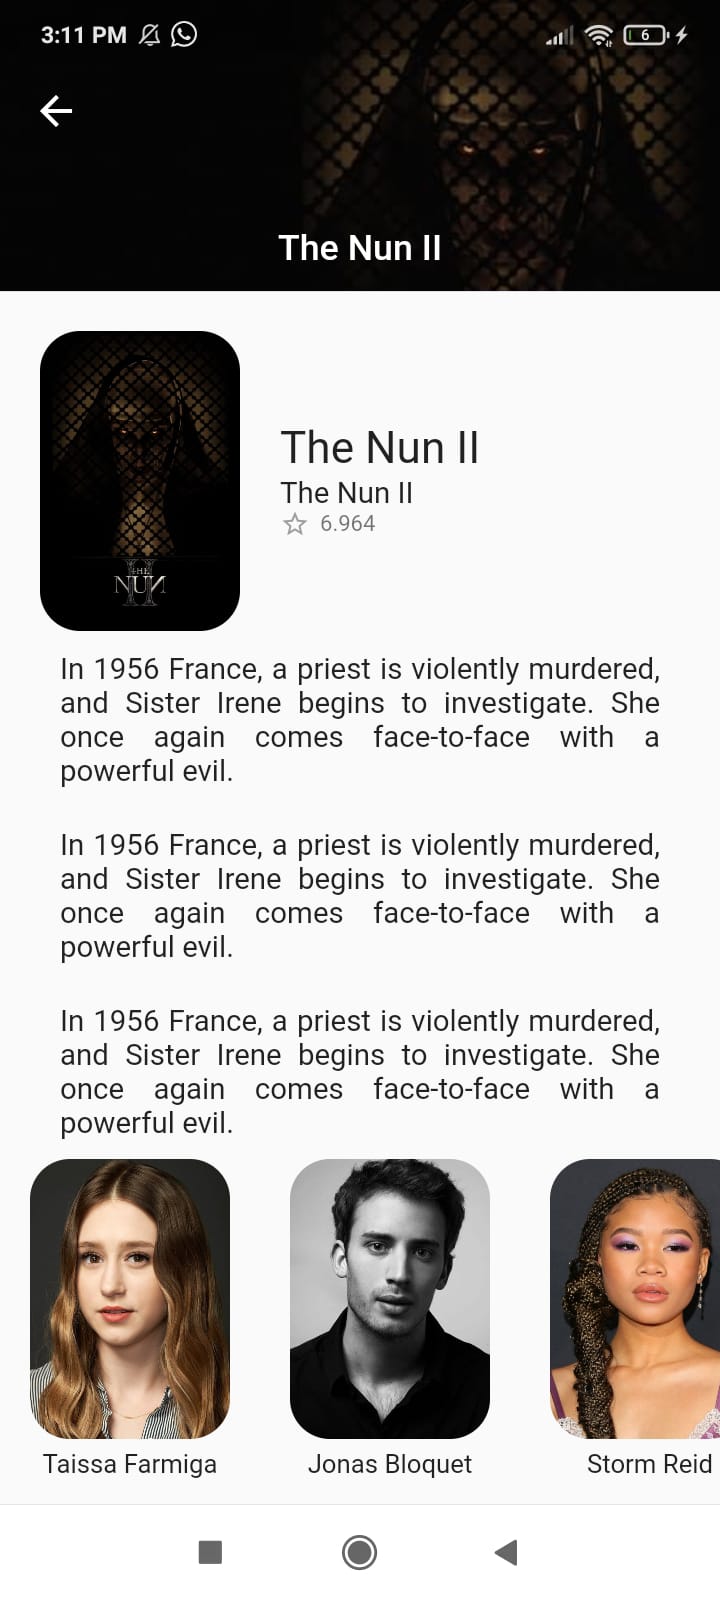 3:11 PM
6
The Nun II
The Nun II
The Nun II
6.964
THE
NUN
II
In 1956 France, a priest is violently murdered,
and Sister Irene begins to investigate. She
once again comes face-to-face with a
powerful evil.
In 1956 France, a priest is violently murdered,
and Sister Irene begins to investigate. She
once again comes face-to-face with a
powerful evil.
In 1956 France, a priest is violently murdered,
and Sister Irene begins to investigate. She
once again comes face-to-face with a
powerful evil.
Taissa Farmiga
Jonas Bloquet
Storm Reid